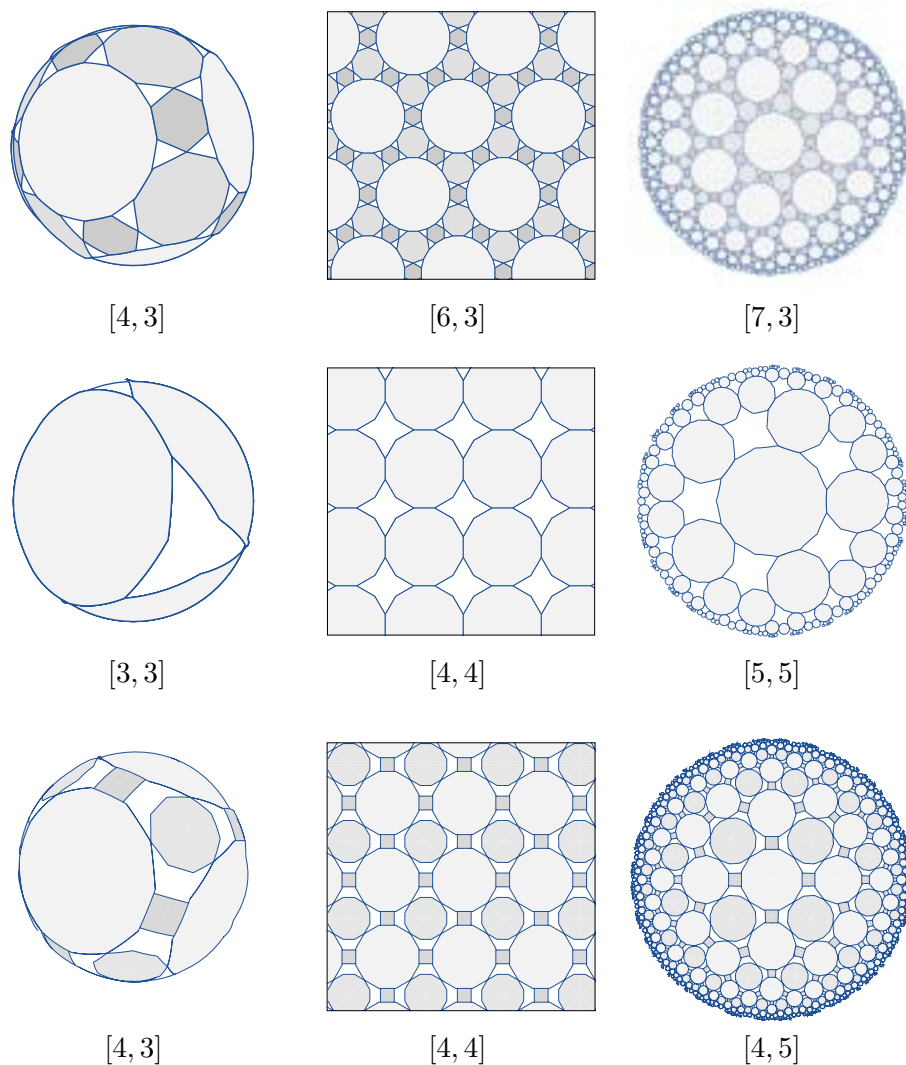 [4, 3] [6, 3] [7, 3]
[3, 3] [4, 4] [5, 5]
[4, 3] [4, 4] [4, 5]